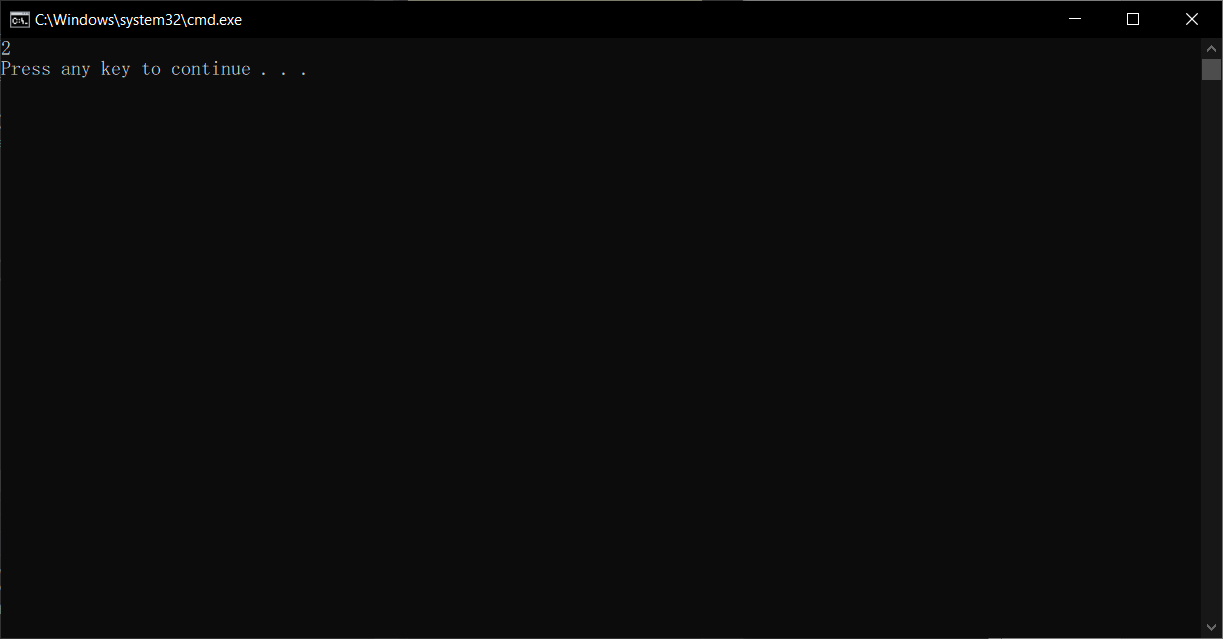 C:\Windows\system32\cmd.exe
2
Press any key to continue . . .